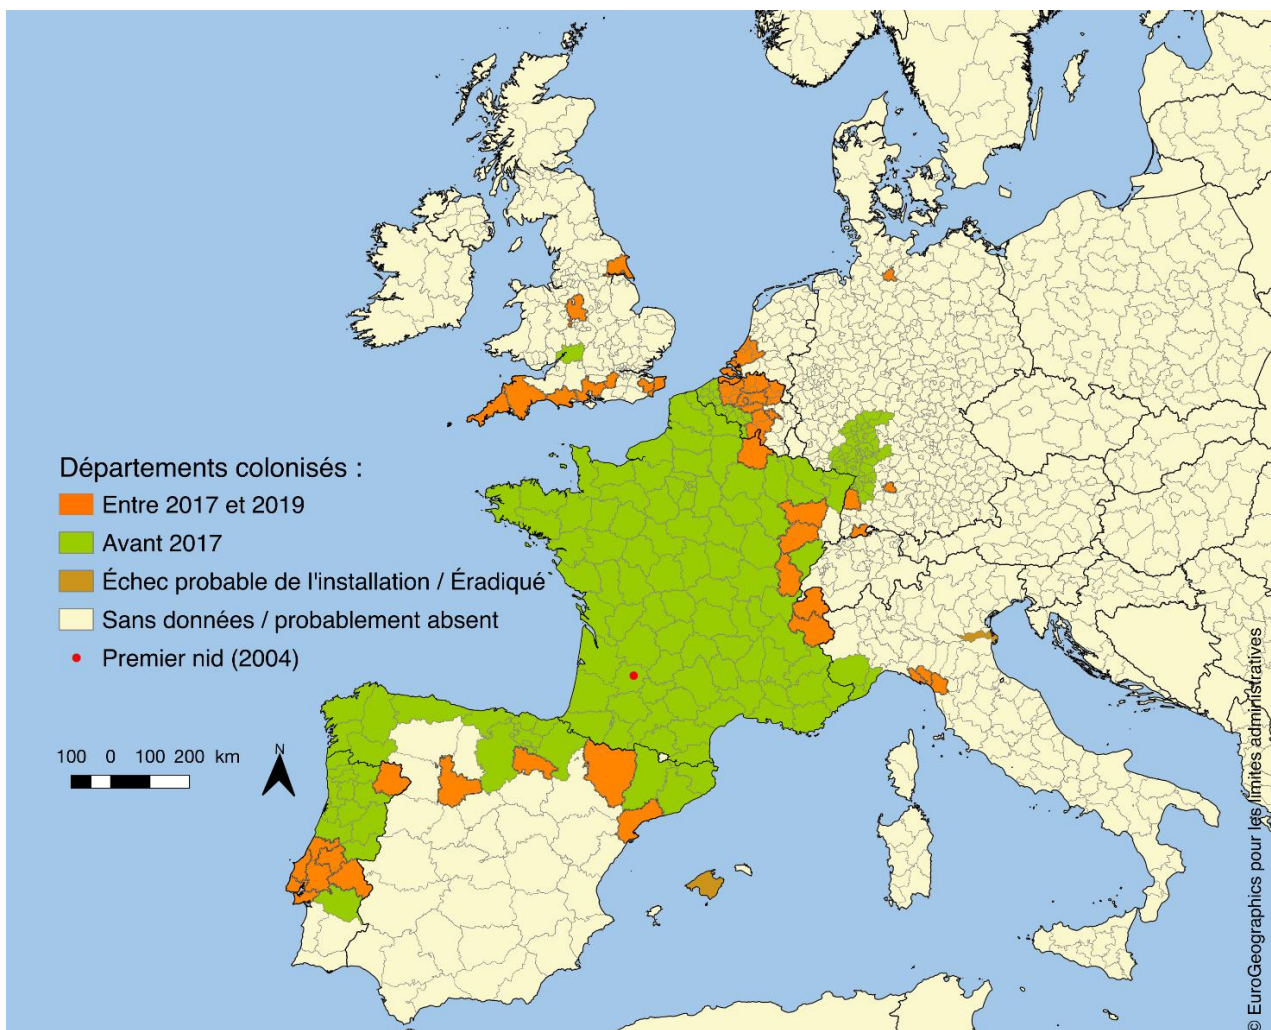 Départements colonisés :
Entre 2017 et 2019
Avant 2017
Échec probable de l'installation / Éradiqué
Sans données / probablement absent
Premier nid (2004)
100 0 100 200 km
N
© EuroGeographics pour les limites administratives